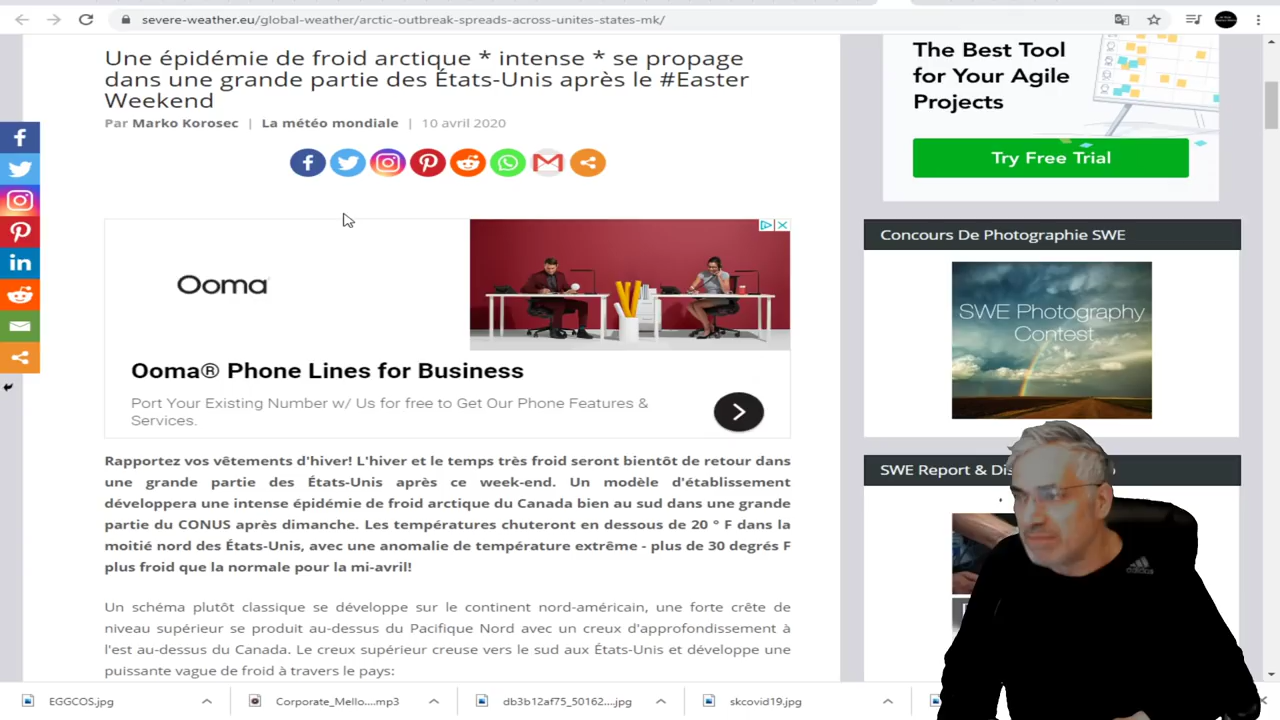 severe-weather.eu/global-weather/arctic-outbreak-spreads-across-unites-states-mk/
Une épidémie de froid arctique * intense * se propage
dans une grande partie des États-Unis après le #Easter
Weekend
Par Marko Korosec | La météo mondiale | 10 avril 2020
Ooma
Ooma® Phone Lines for Business
Port Your Existing Number w/ Us for free to Get Our Phone Features &
Services.
Rapportez vos vêtements d'hiver! L'hiver et le temps très froid seront bientôt de retour dans
une grande partie des États-Unis après ce week-end. Un modèle d'établissement
développera une intense épidémie de froid arctique du Canada bien au sud dans une grande
partie du CONUS après dimanche. Les températures chuteront en dessous de 20 ° F dans la
moitié nord des États-Unis, avec une anomalie de température extrême - plus de 30 degrés F
plus froid que la normale pour la mi-avril!
Un schéma plutôt classique se développe sur le continent nord-américain, une forte crête de
niveau supérieur se produit au-dessus du Pacifique Nord avec un creux d'approfondissement à
l'est au-dessus du Canada. Le creux supérieur creuse vers le sud aux États-Unis et développe une
puissante vague de froid à travers le pays:
The Best Tool
for Your Agile
Projects
Try Free Trial
Concours De Photographie SWE
SWE Photography
Contest
SWE Report & Dis
adidas
EGGCOS.jpg
Corporate_Mello....mp3
db3b12af75_50162....jpg
skcovid19.jpg